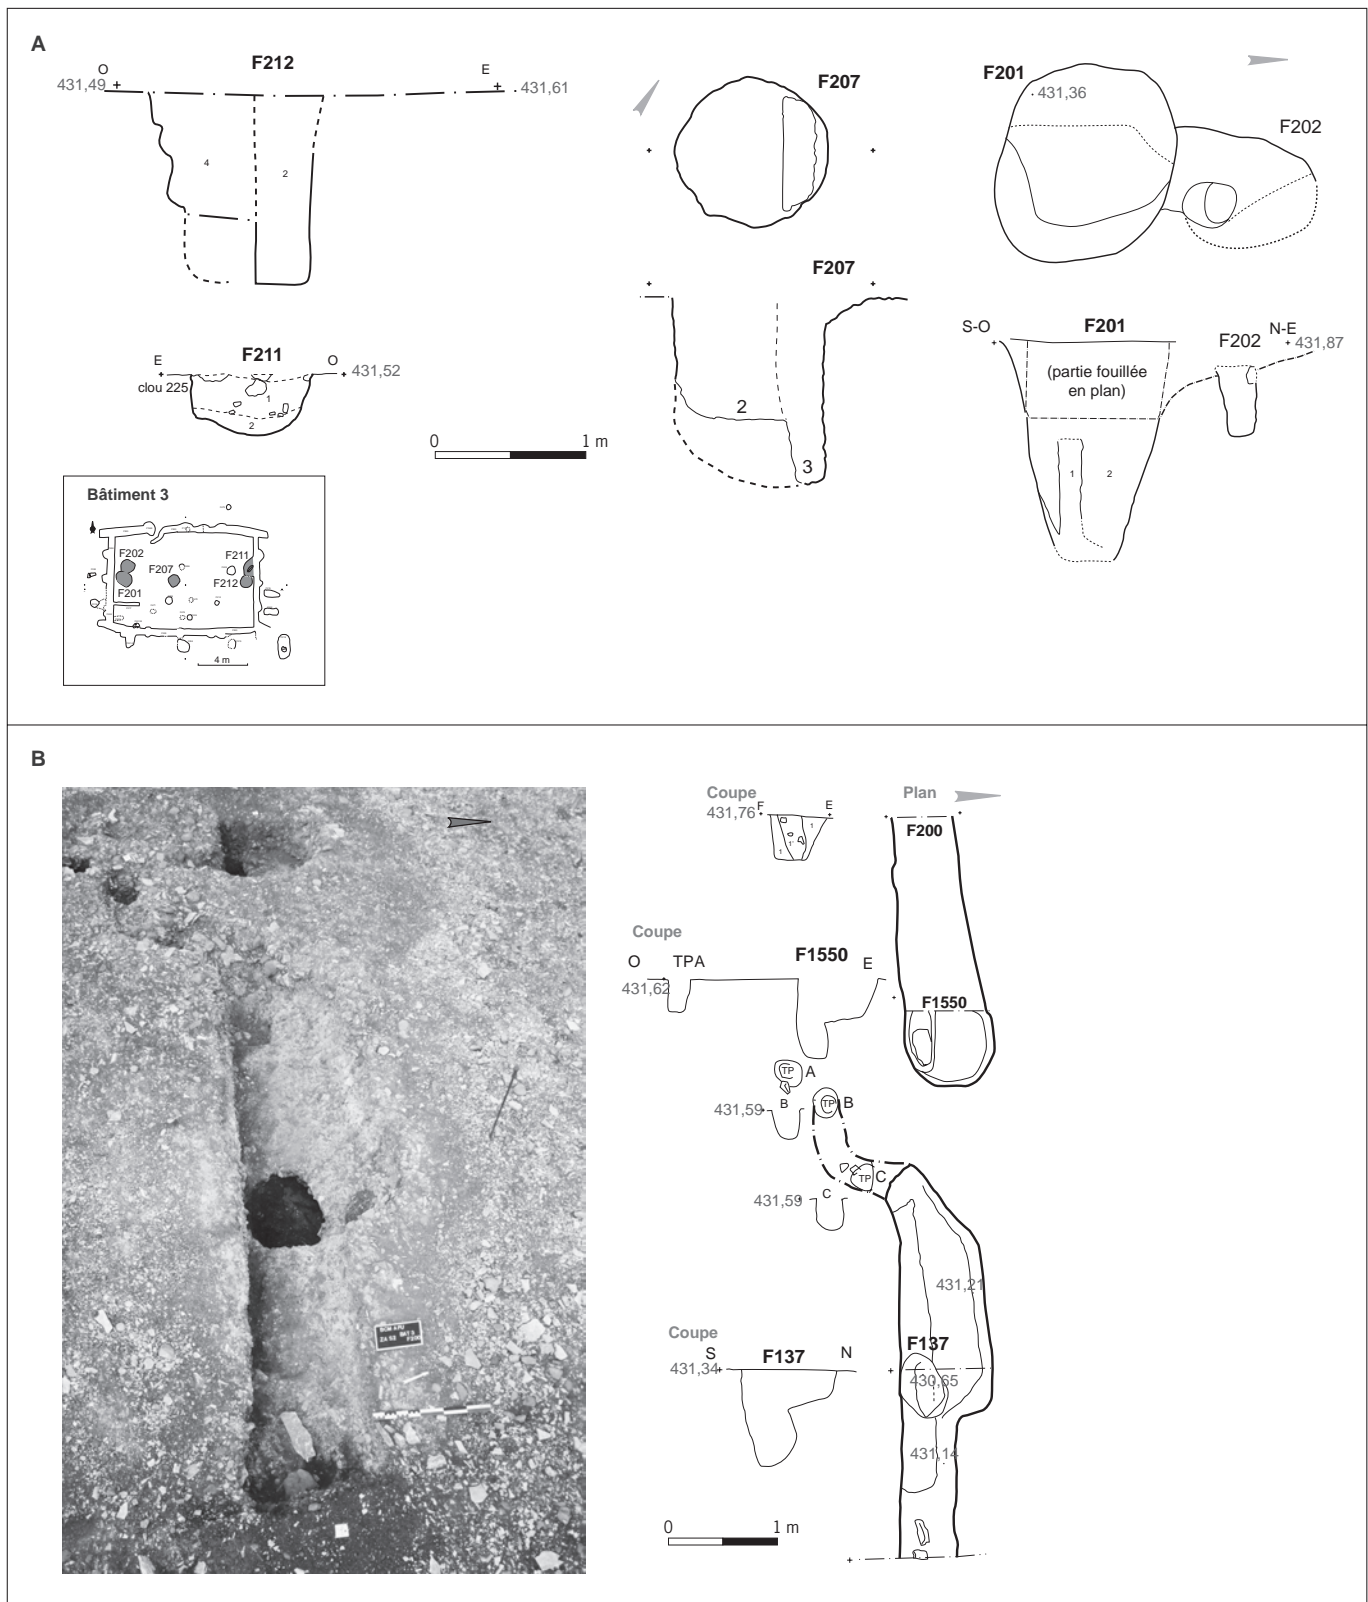 A
F212
O
E
431,49
431,61
4
2
F211
E
O
431,52
clou 225
1
2
0
1 m
F207
F207
2
3
F201
431,36
F202
S-O
F201
N-E
F202
431,87
(partie fouillée
en plan)
1
2
Bâtiment 3
F202
F211
F207
F212
F201
4 m
B
Coupe
431,76
F
E
1
1'
1
Plan
F200
Coupe
O
TPA
F1550
E
431,62
F1550
TP
A
B
431,59
TP
B
TP
C
431,59
C
431,21
Coupe
S
F137
N
431,34
F137
430,65
431,14
0
1 m